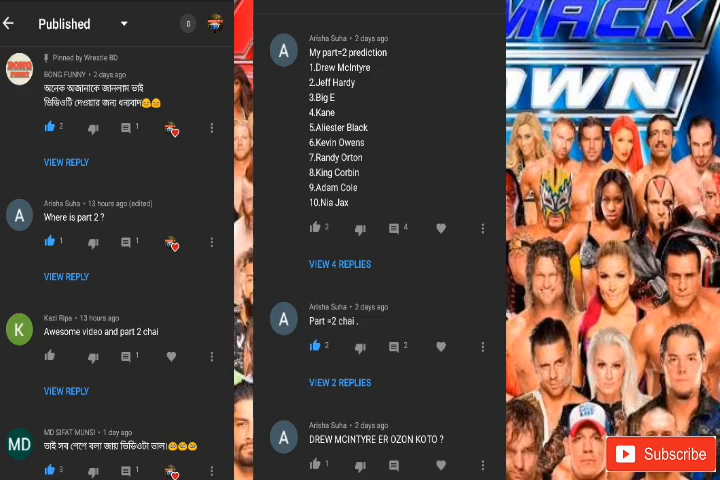 Published
0
Pinned by Wrestle BD
BONG FUNNY • 2 days ago
অনেক অজানাকে জানলাম ভাই
ভিডিওটি দেওয়ার জন্য ধন্যবাদ
2
1
VIEW REPLY
A
Arisha Suha • 13 hours ago (edited)
Where is part 2 ?
1
1
VIEW REPLY
K
Kazi Ripa • 13 hours ago
Awesome video and part 2 chai
1
VIEW REPLY
MD
MD SIFAT MUNSI • 1 day ago
ভাই সব শেষে বলা জায় ভিডিওটা ভাল।
3
1
A
Arisha Suha • 2 days ago
My part=2 prediction
1.Drew McIntyre
2.Jeff Hardy
3.Big E
4.Kane
5.Aliester Black
6.Kevin Owens
7.Randy Orton
8.King Corbin
9.Adam Cole
10.Nia Jax
2
4
VIEW 4 REPLIES
A
Arisha Suha • 2 days ago
Part =2 chai .
2
2
VIEW 2 REPLIES
A
Arisha Suha • 2 days ago
DREW MCINTYRE ER OZON KOTO ?
1
MACK
OWN
Subscribe